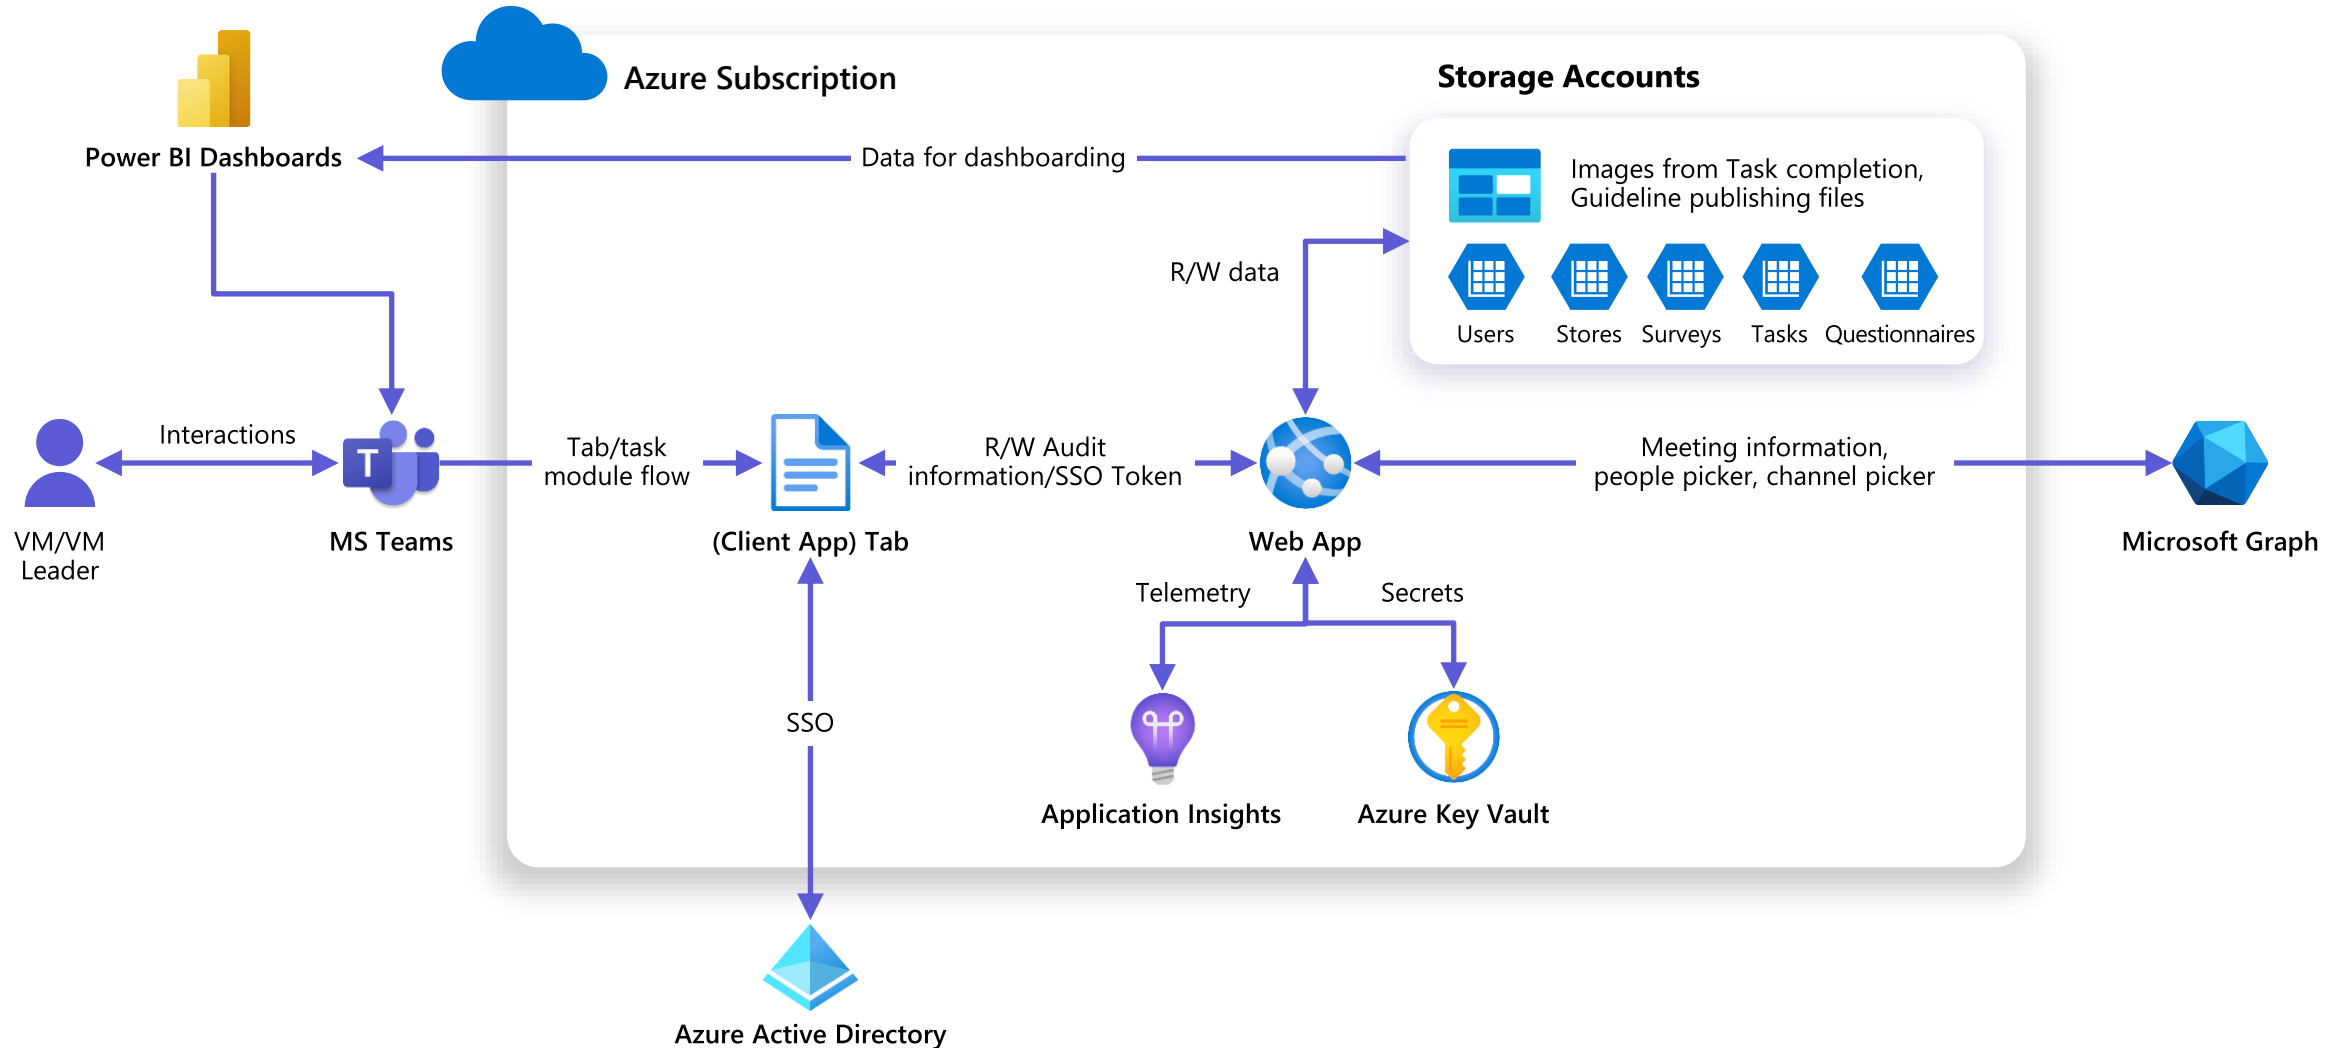 Azure Subscription
Storage Accounts
Power BI Dashboards
Data for dashboarding
Images from Task completion,
Guideline publishing files
R/W data
Users
Stores
Surveys
Tasks
Questionnaires
Interactions
T
Tab/task
module flow
R/W Audit
information/SSO Token
Meeting information,
people picker, channel picker
VM/VM
Leader
MS Teams
(Client App) Tab
Web App
Microsoft Graph
Telemetry
Secrets
SSO
Application Insights
Azure Key Vault
Azure Active Directory